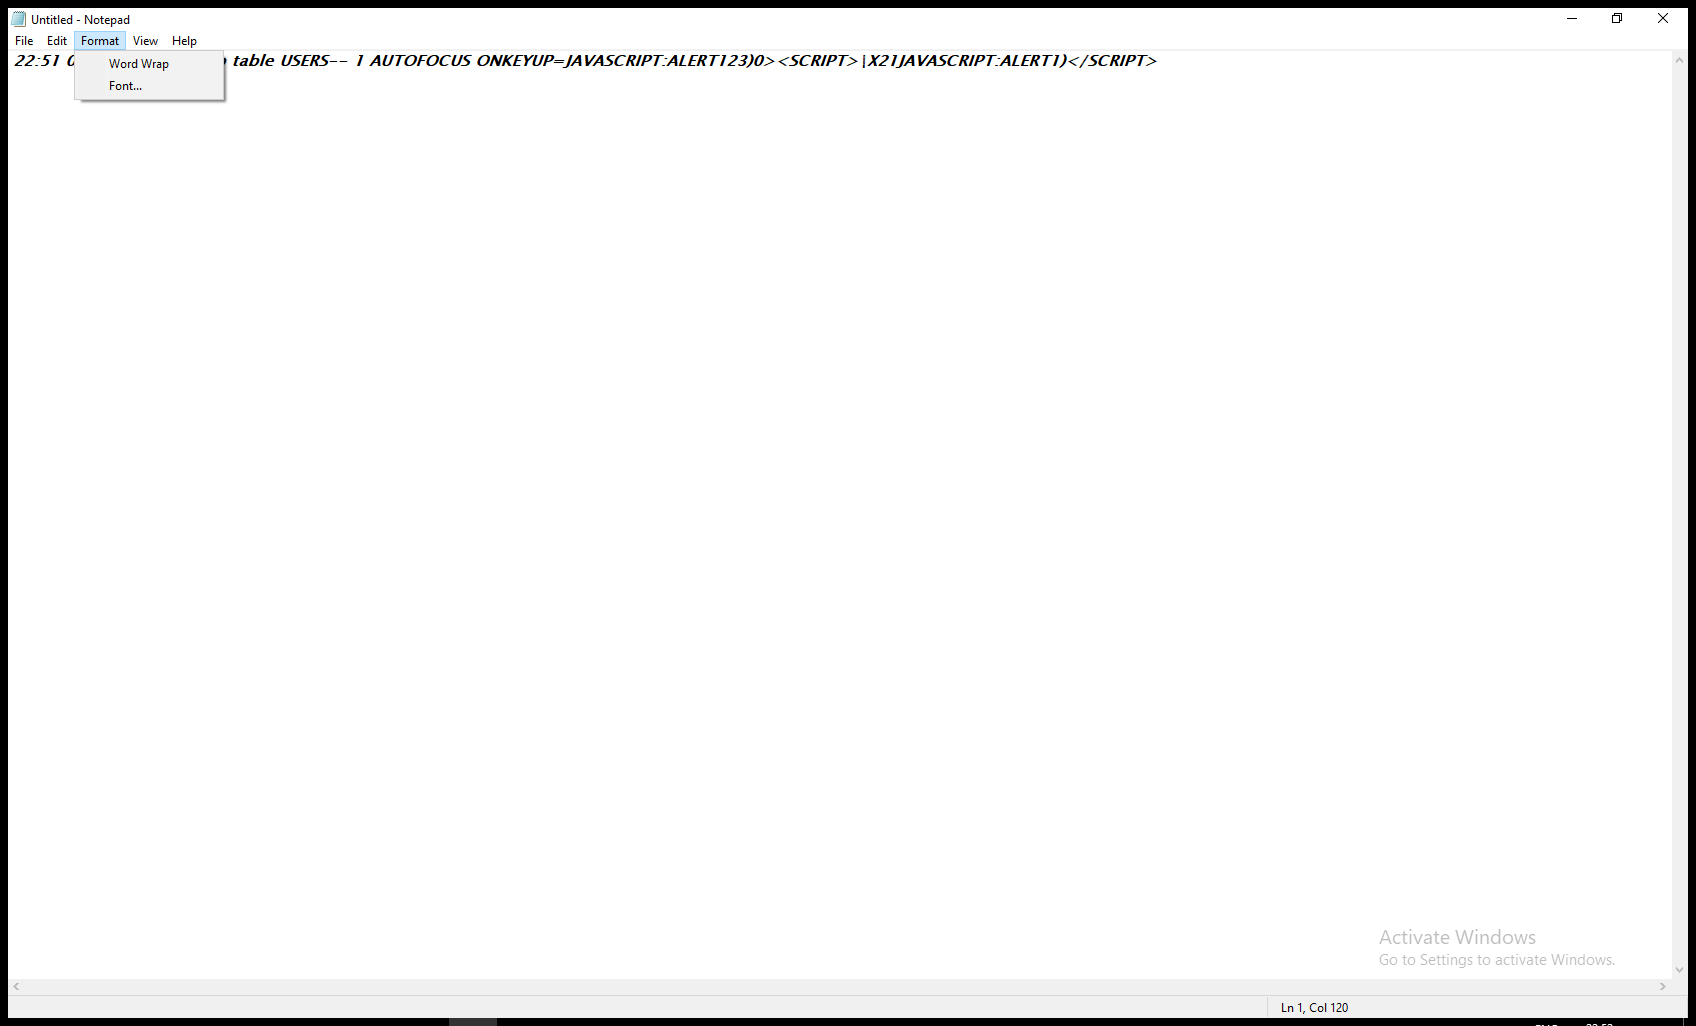 Untitled - Notepad
File Edit Format View Help
22:51 table USERS-- 1 AUTOFOCUS ONKEYUP=JAVASCRIPT:ALERT123)0><SCRIPT>|X21JAVASCRIPT:ALERT1)</SCRIPT>
Word Wrap
Font...
Activate Windows
Go to Settings to activate Windows.
Ln 1, Col 120